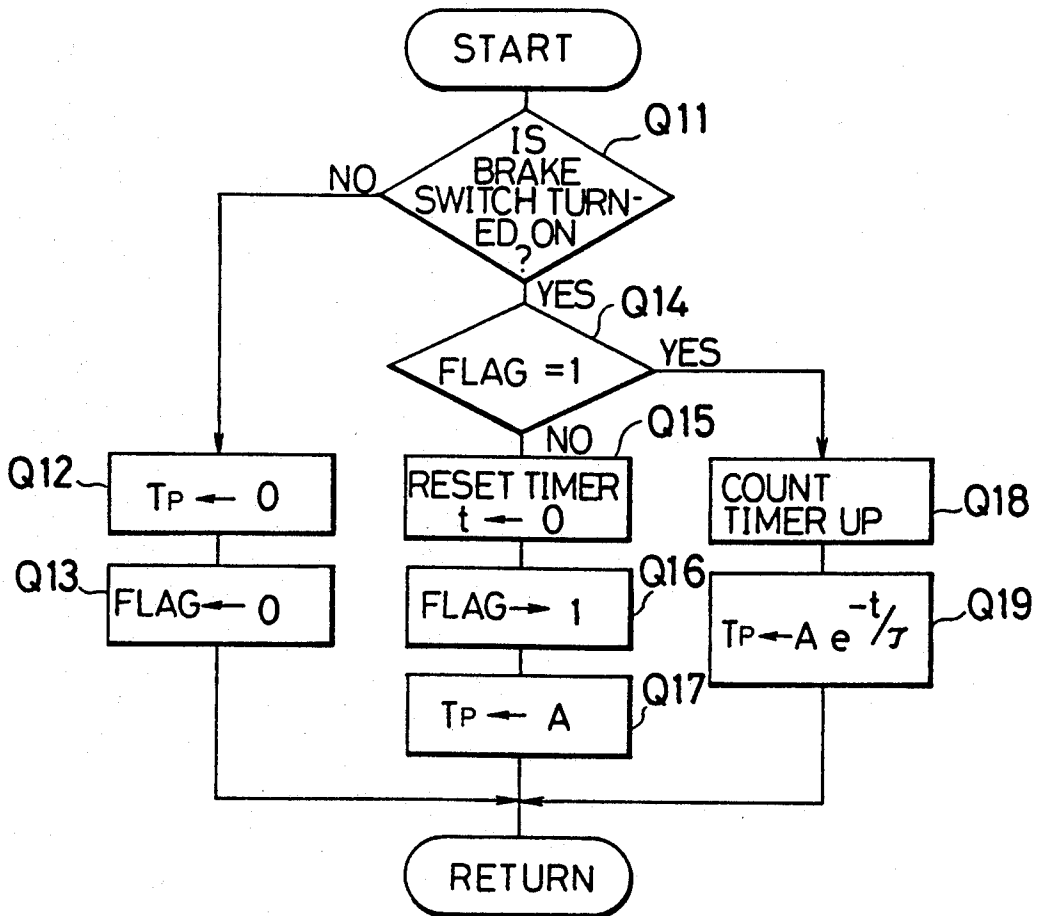 START
Q11
IS
BRAKE
SWITCH TURN-
ED ON
?
NO
YES
Q14
FLAG = 1
YES
NO
Q15
RESET TIMER
t ← 0
Q12
TP ← 0
Q13
FLAG ← 0
Q16
FLAG → 1
Q17
TP ← A
COUNT
TIMER UP
Q18
Q19
TP ← A e -t/τ
RETURN